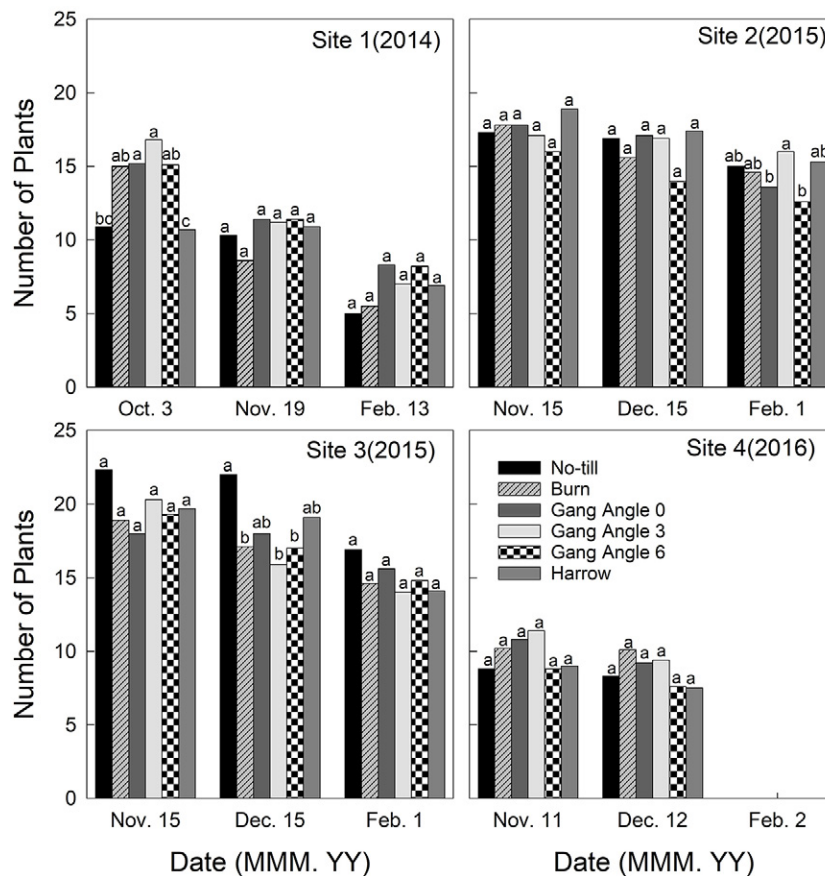 25
20
15
10
5
0
Number of Plants
Site 1(2014)
bc ab a a ab c
a a a a a a
a a a a a a
Oct. 3 Nov. 19 Feb. 13
Site 2(2015)
a a a a a a
a a a a a a
ab ab b a b ab
Nov. 15 Dec. 15 Feb. 1
25
20
15
10
5
0
Number of Plants
Site 3(2015)
a a a a a a
a b ab b b ab
a a a a a a
Nov. 15 Dec. 15 Feb. 1
Date (MMM. YY)
Site 4(2016)
No-till
Burn
Gang Angle 0
Gang Angle 3
Gang Angle 6
Harrow
a a a a a a
a a a a a a
Nov. 11 Dec. 12 Feb. 2
Date (MMM. YY)